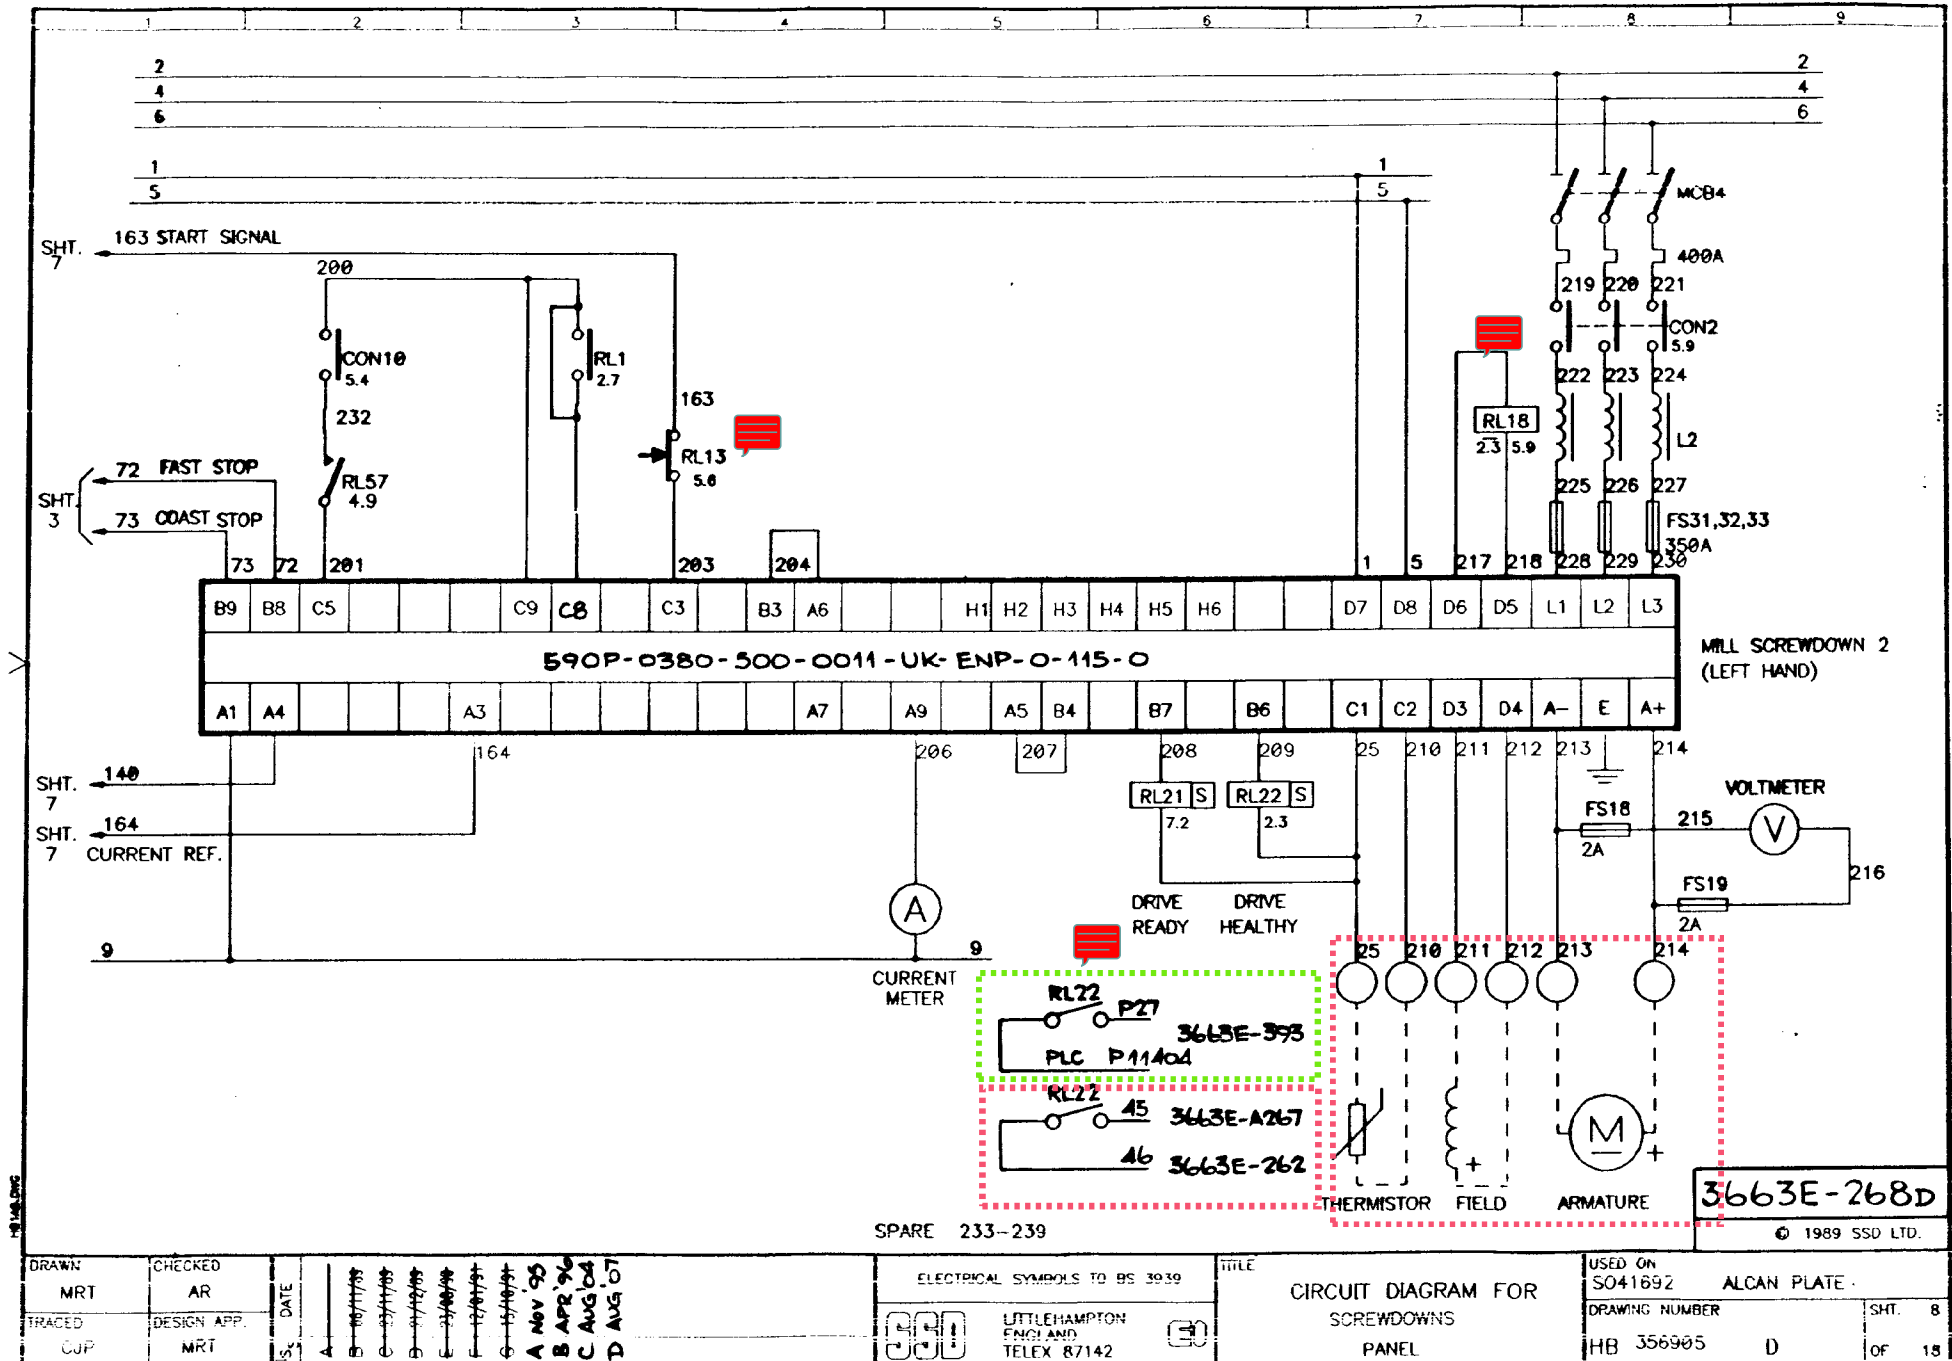 1 2 3 4 5 6 7 8 9
2 2
4 4
6 6
1 1
5 5
MCB4
SHT. 7 163 START SIGNAL
200
400A
219 220 221
CON10 5.4
RL1 2.7
CON2 5.9
222 223 224
232
163
RL18
2.3 5.9
L2
RL13 5.6
SHT. 3
72 FAST STOP
73 COAST STOP
RL57 4.9
225 226 227
FS31,32,33
350A
73 72 201 203 204 1 5 217 218 228 229 230
B9 B8 C5 C9 C8 C3 B3 A6 H1 H2 H3 H4 H5 H6 D7 D8 D6 D5 L1 L2 L3
590P-0380-500-0011-UK-ENP-0-115-0
MILL SCREWDOWN 2
(LEFT HAND)
A1 A4 A3 A7 A9 A5 B4 B7 B6 C1 C2 D3 D4 A- E A+
164 206 207 208 209 25 210 211 212 213 214
SHT. 7 140
RL21 S
7.2
RL22 S
2.3
SHT. 7 164
CURRENT REF.
VOLTMETER
FS18
2A
215
V
216
FS19
2A
A
DRIVE READY
DRIVE HEALTHY
9 9
CURRENT METER
25 210 211 212 213 214
RL22 P27
3663E-393
PLC P11404
RL22 45 3663E-A267
46 3663E-262
M
+ +
THERMISTOR FIELD ARMATURE
3663E-268D
© 1989 SSD LTD.
SPARE 233-239
DRAWN
MRT
CHECKED
AR
TRACED
CJP
DESIGN APP.
MRT
DATE
A NOV '95
B APR '96
C AUG '04
D AUG '07
ELECTRICAL SYMBOLS TO BS 3939
SSD
LITTLEHAMPTON
ENGLAND
TELEX 87142
TITLE
CIRCUIT DIAGRAM FOR
SCREWDOWNS
PANEL
USED ON
SO41692 ALCAN PLATE
DRAWING NUMBER
HB 356905 D
SHT. 8
OF 18